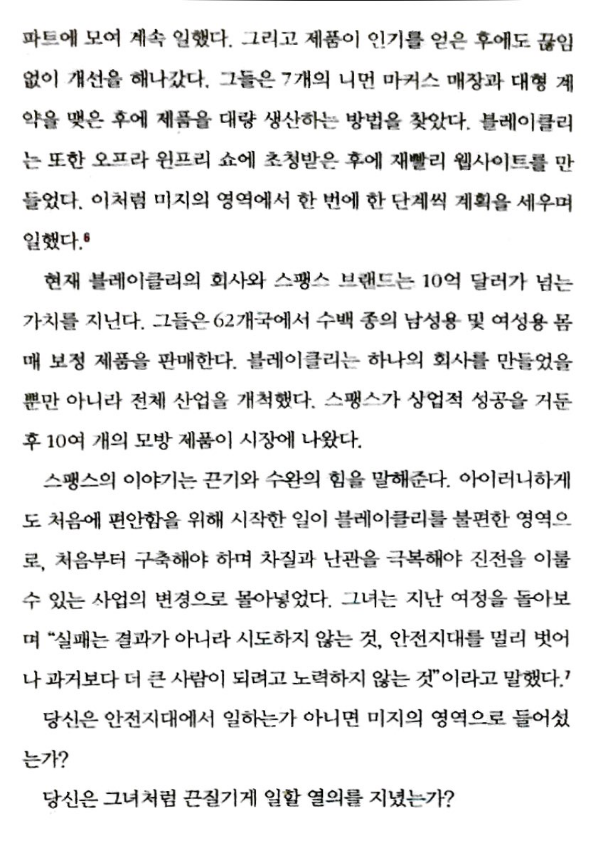 파트에 모여 계속 일했다. 그리고 제품이 인기를 얻은 후에도 끊임
없이 개선을 해나갔다. 그들은 7개의 니먼 마커스 매장과 대형 계
약을 맺은 후에 제품을 대량 생산하는 방법을 찾았다. 블레이클리
는 또한 오프라 윈프리 쇼에 초청받은 후에 재빨리 웹사이트를 만
들었다. 이처럼 미지의 영역에서 한 번에 한 단계씩 계획을 세우며
일했다.6
현재 블레이클리의 회사와 스팽스 브랜드는 10억 달러가 넘는
가치를 지닌다. 그들은 62개국에서 수백 종의 남성용 및 여성용 몸
매 보정 제품을 판매한다. 블레이클리는 하나의 회사를 만들었을
뿐만 아니라 전체 산업을 개척했다. 스팽스가 상업적 성공을 거둔
후 10여 개의 모방 제품이 시장에 나왔다.
스팽스의 이야기는 끈기와 수완의 힘을 말해준다. 아이러니하게
도 처음에 편안함을 위해 시작한 일이 블레이클리를 불편한 영역으
로, 처음부터 구축해야 하며 차질과 난관을 극복해야 진전을 이룰
수 있는 사업의 변경으로 몰아넣었다. 그녀는 지난 여정을 돌아보
며 “실패는 결과가 아니라 시도하지 않는 것, 안전지대를 멀리 벗어
나 과거보다 더 큰 사람이 되려고 노력하지 않는 것”이라고 말했다.7
당신은 안전지대에서 일하는가 아니면 미지의 영역으로 들어섰
는가?
당신은 그녀처럼 끈질기게 일할 열의를 지녔는가?